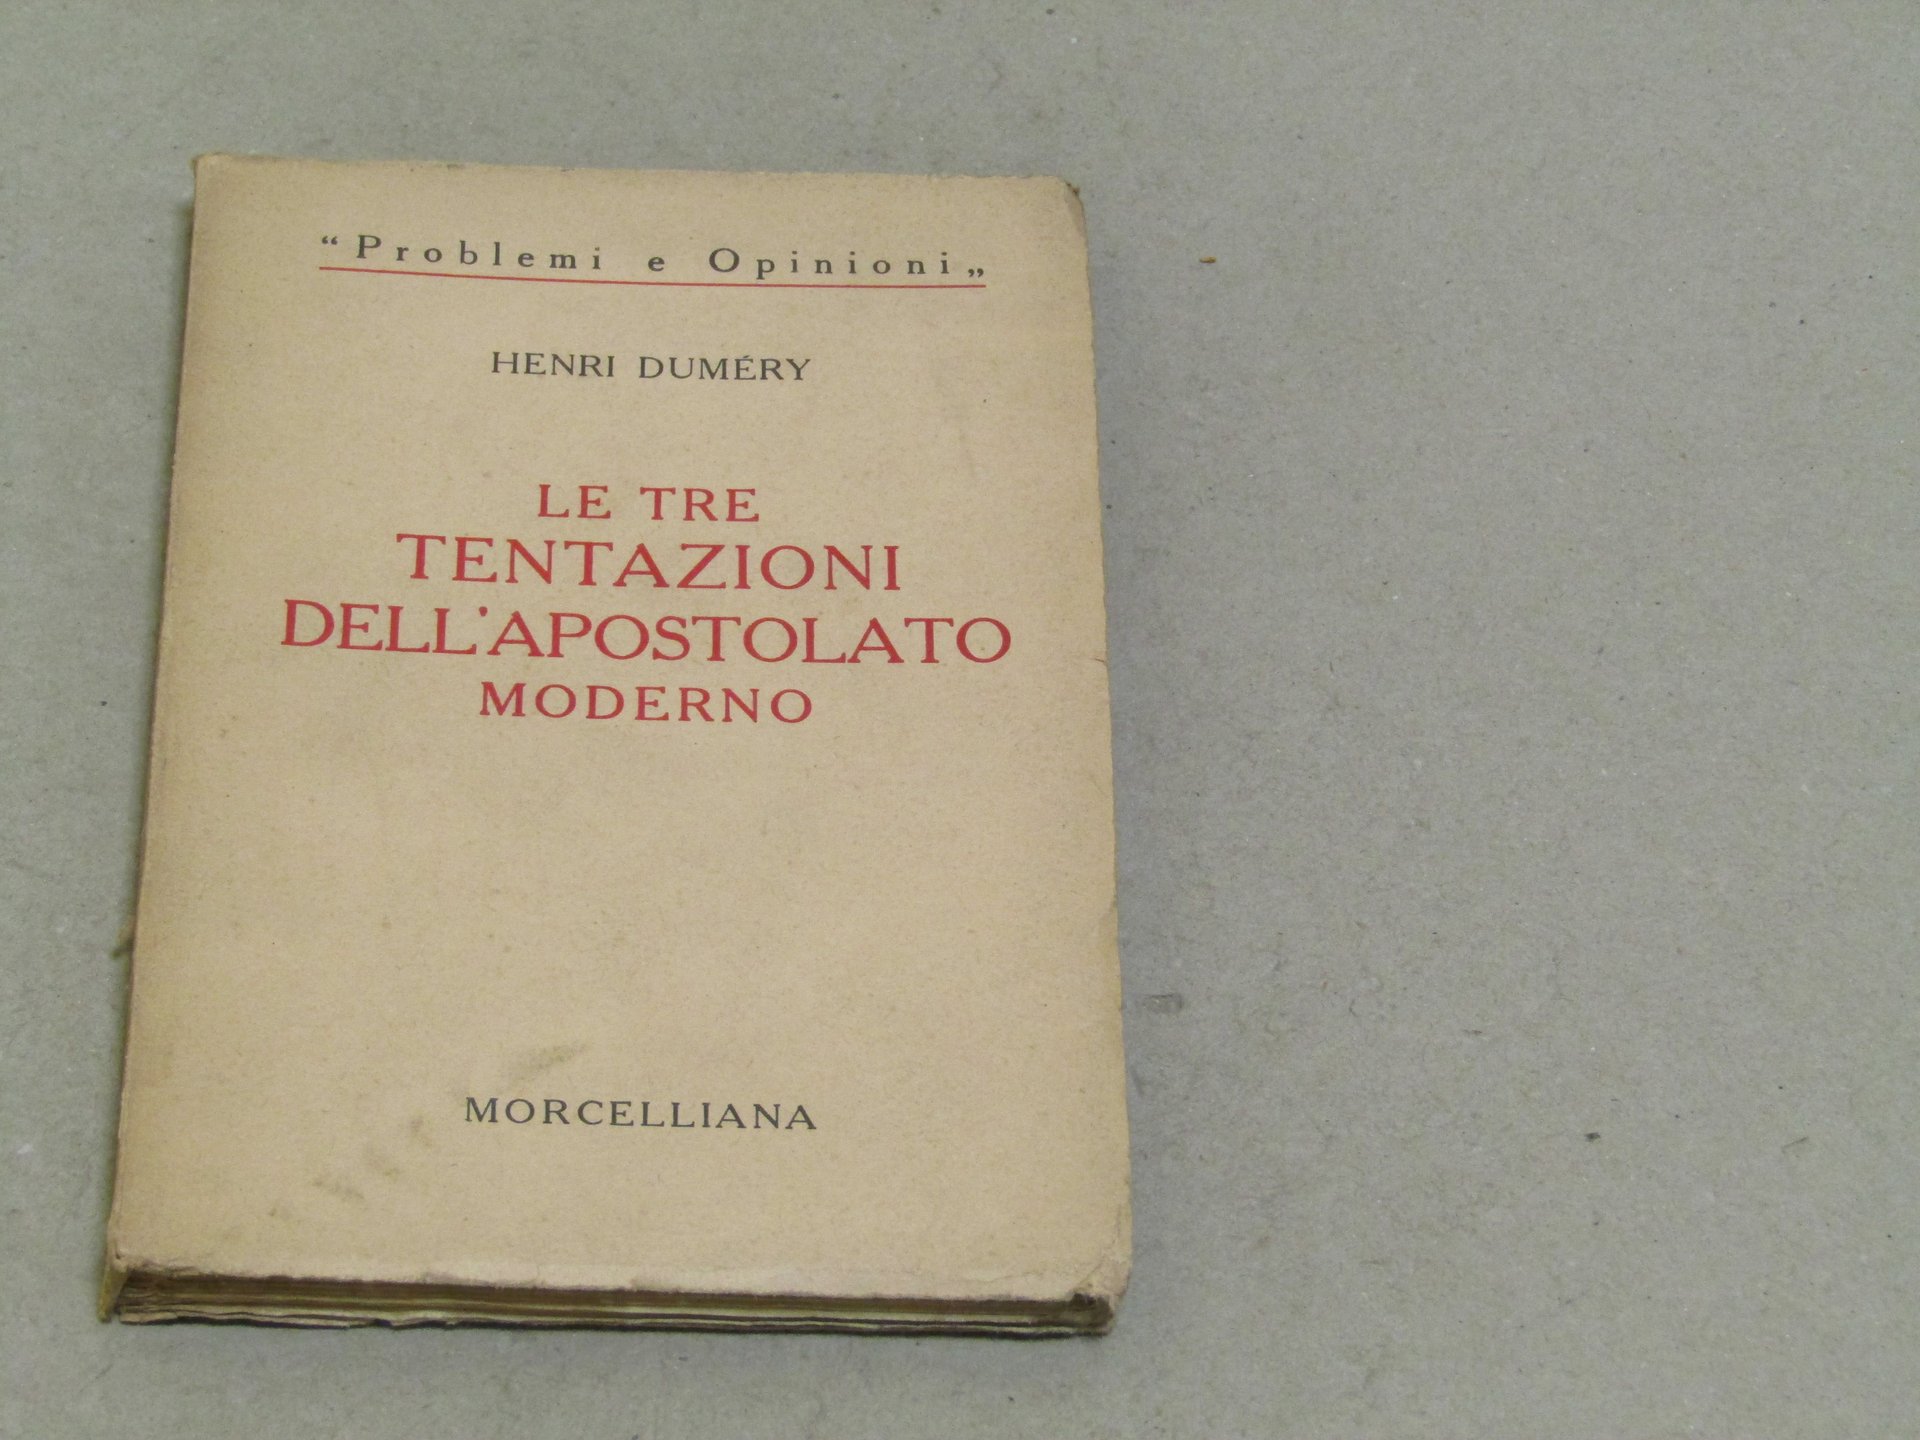 “Problemi e Opinioni„
HENRI DUMÉRY
LE TRE
TENTAZIONI
DELL'APOSTOLATO
MODERNO
MORCELLIANA